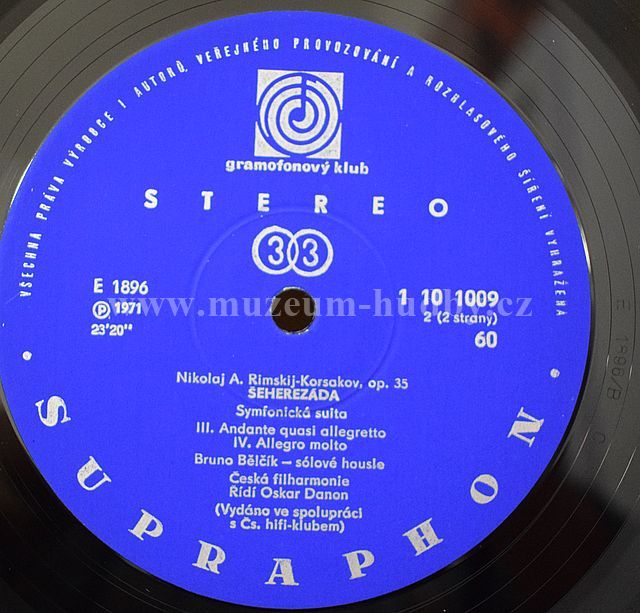 VŠECHNA PRÁVA VÝROBCE I AUTORŮ, VEŘEJNÉHO PROVOZOVÁNÍ A ROZHLASOVÉHO ŠÍŘENÍ VYHRAŽENA
gramofonový klub
STEREO
33
E 1896
Ⓟ 1971
23'20"
1 10 1009
2 (2 strany)
60
www.muzeum-hudby.cz
Nikolaj A. Rimskij-Korsakov, op. 35
ŠEHEREZÁDA
Symfonická suita
III. Andante quasi allegretto
IV. Allegro molto
Bruno Bělčík – sólové housle
Česká filharmonie
Řídí Oskar Danon
(Vydáno ve spolupráci
s Čs. hifi-klubem)
SUPRAPHON
E 1896/B C